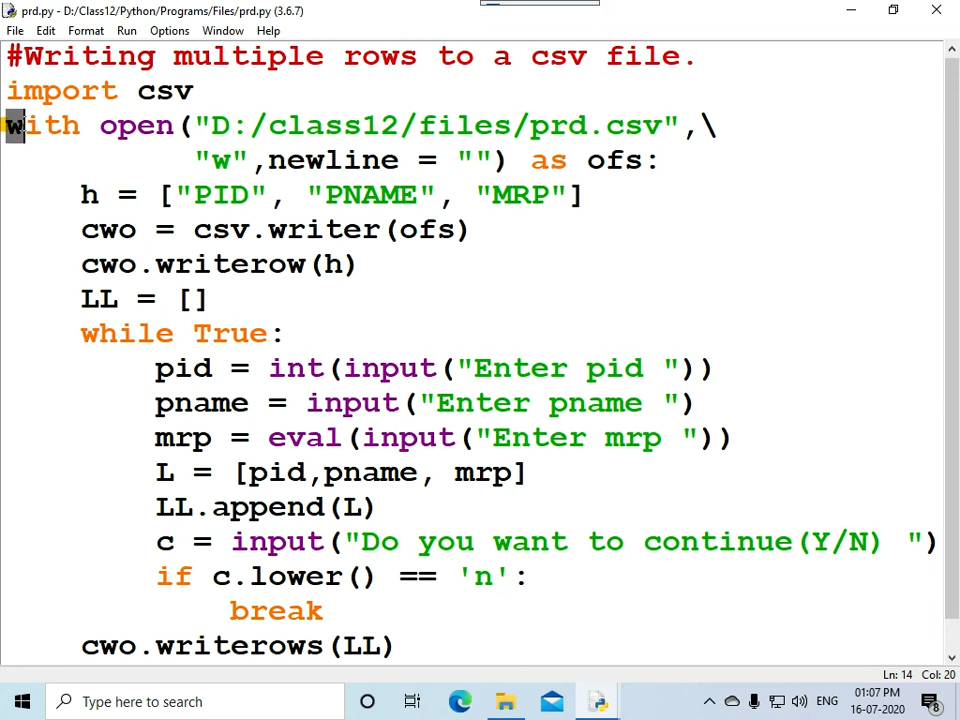 prd.py - D:/Class12/Python/Programs/Files/prd.py (3.6.7)
File Edit Format Run Options Window Help
#Writing multiple rows to a csv file.
import csv
with open("D:/class12/files/prd.csv",\
"w",newline = "") as ofs:
h = ["PID", "PNAME", "MRP"]
cwo = csv.writer(ofs)
cwo.writerow(h)
LL = []
while True:
pid = int(input("Enter pid "))
pname = input("Enter pname ")
mrp = eval(input("Enter mrp "))
L = [pid,pname, mrp]
LL.append(L)
c = input("Do you want to continue(Y/N) ")
if c.lower() == 'n':
break
cwo.writerows(LL)
Ln: 14 Col: 20
Type here to search
ENG
01:07 PM
16-07-2020
8